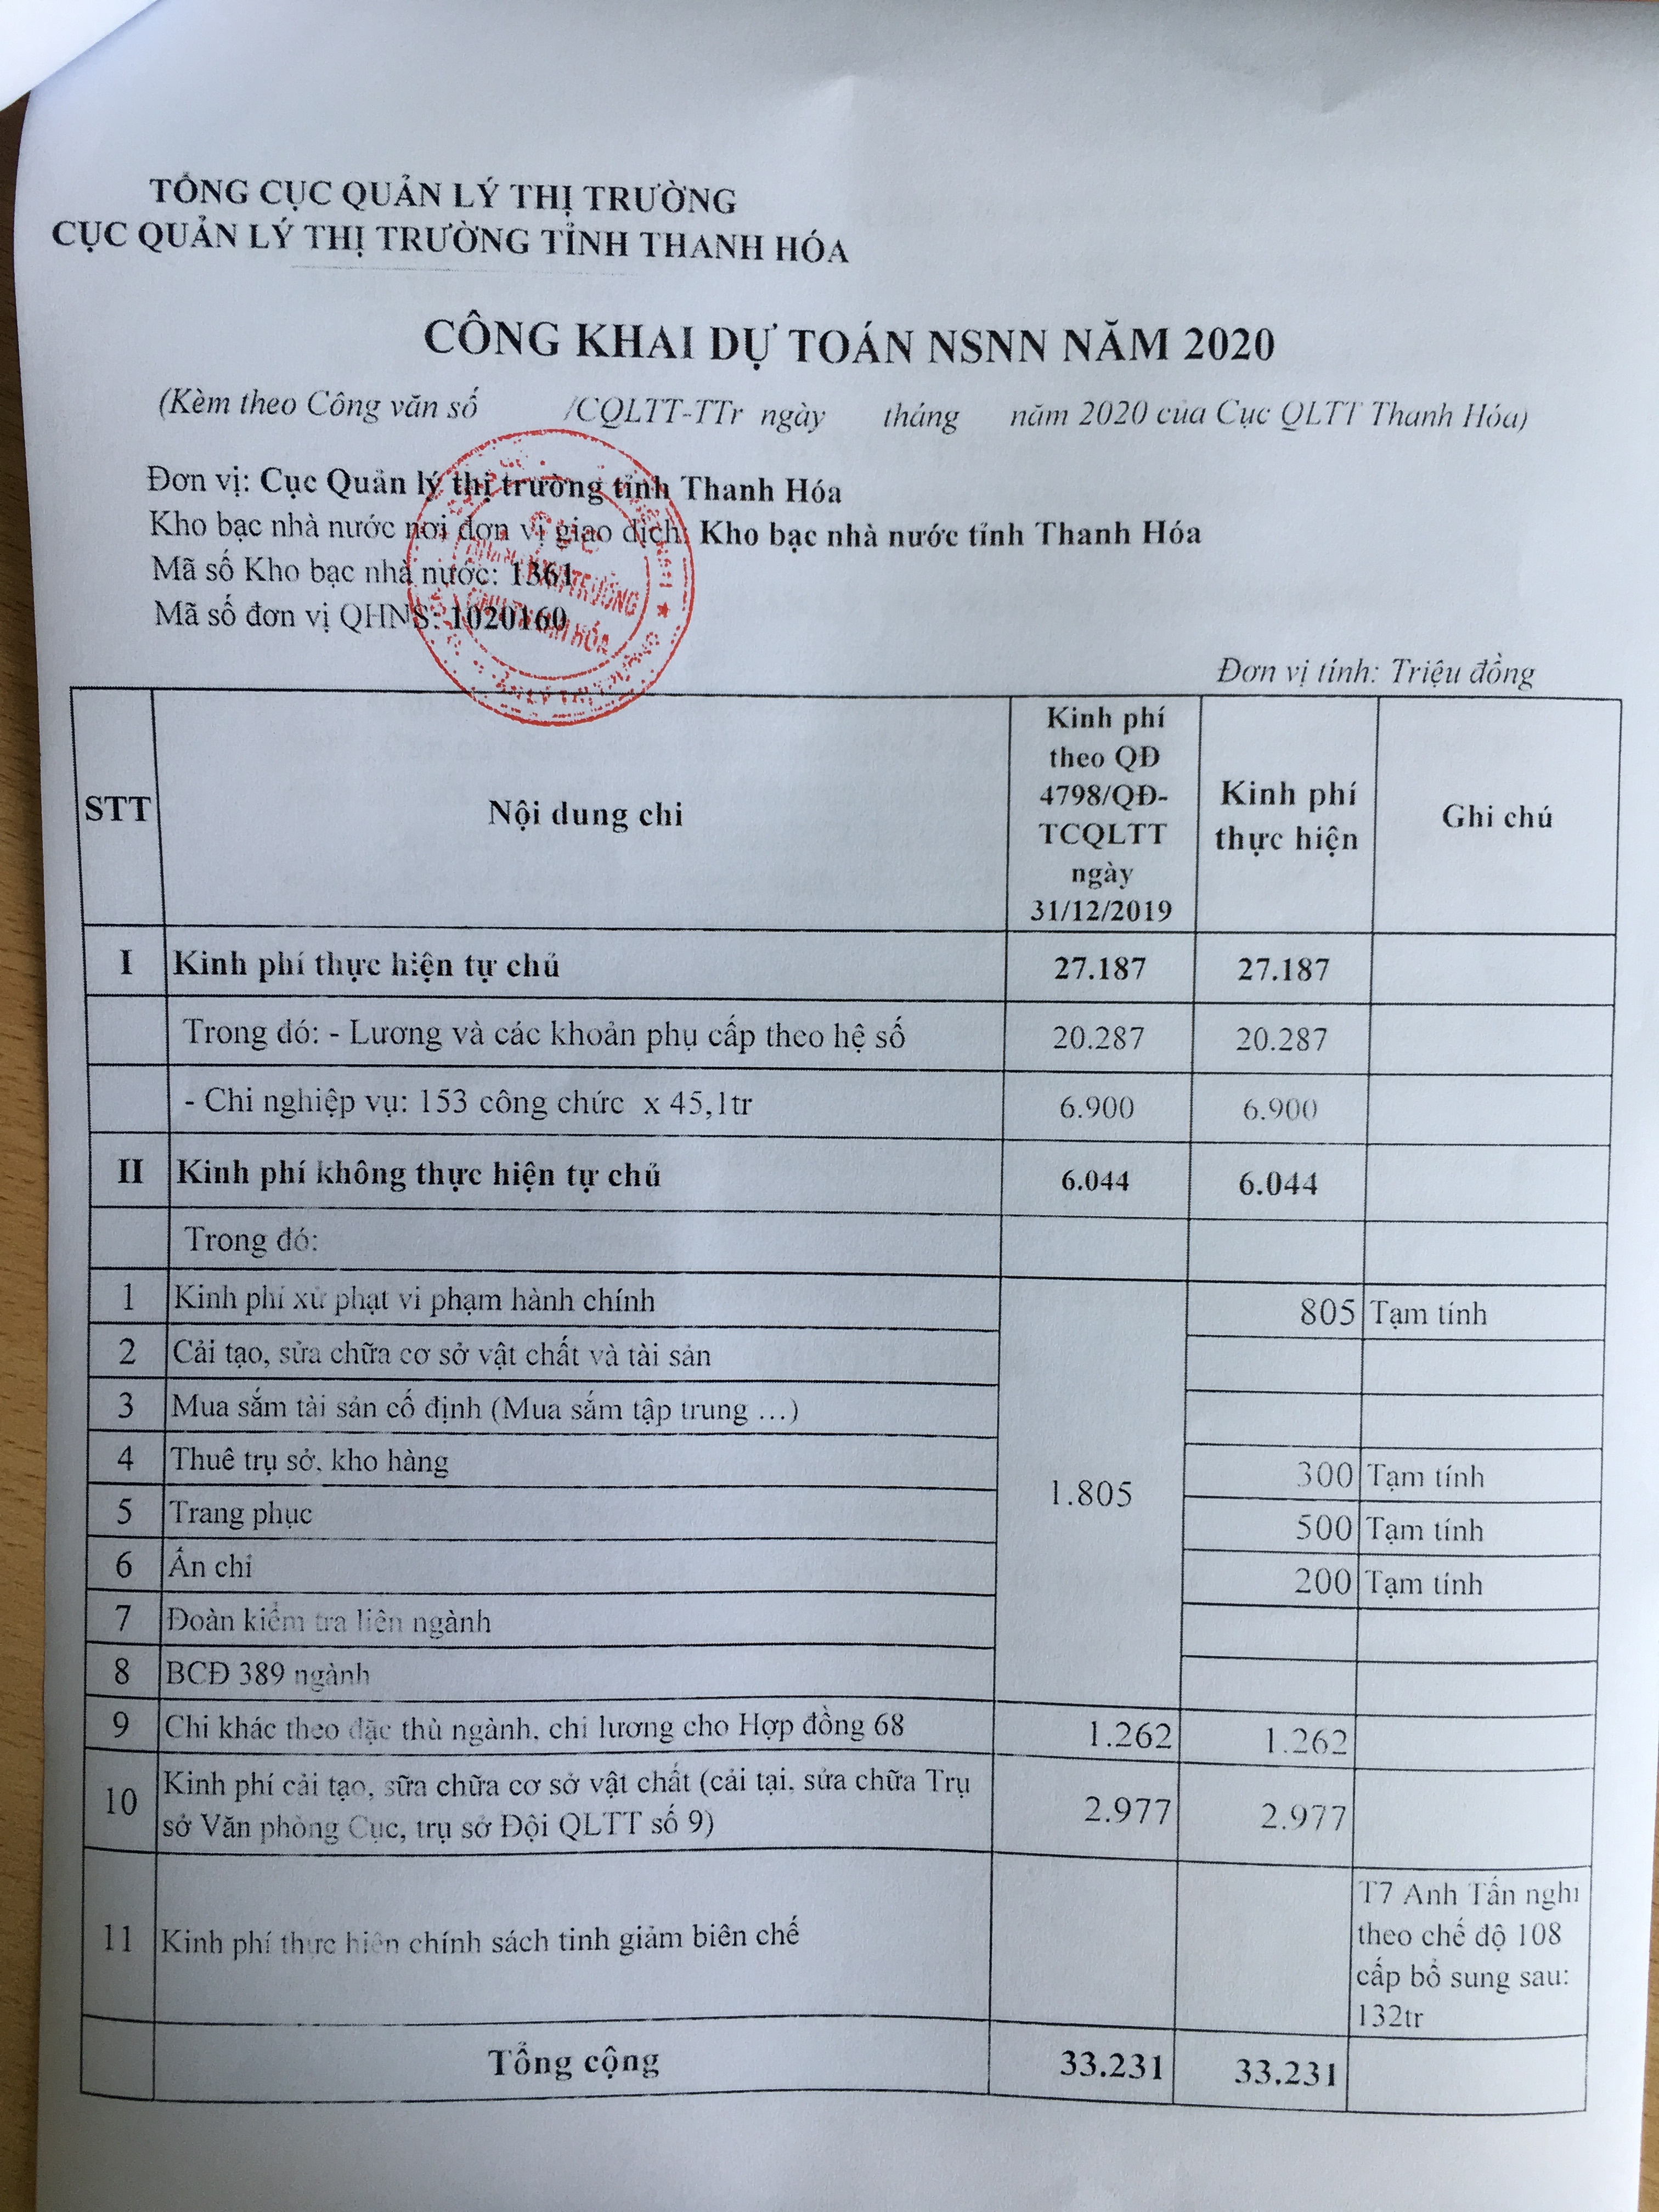 TỔNG CỤC QUẢN LÝ THỊ TRƯỜNG
CỤC QUẢN LÝ THỊ TRƯỜNG TỈNH THANH HÓA
CÔNG KHAI DỰ TOÁN NSNN NĂM 2020
(Kèm theo Công văn số /CQLTT-TTr ngày tháng năm 2020 của Cục QLTT Thanh Hóa)
Đơn vị: Cục Quản lý thị trường tỉnh Thanh Hóa
Kho bạc nhà nước nơi đơn vị giao dịch: Kho bạc nhà nước tỉnh Thanh Hóa
Mã số Kho bạc nhà nước: 1361
Mã số đơn vị QHNS: 1020160
Đơn vị tính: Triệu đồng
STT Nội dung chi Kinh phí theo QĐ 4798/QĐ-TCQLTT ngày 31/12/2019 Kinh phí thực hiện Ghi chú
I Kinh phí thực hiện tự chủ 27.187 27.187
Trong đó: - Lương và các khoản phụ cấp theo hệ số 20.287 20.287
- Chi nghiệp vụ: 153 công chức x 45,1tr 6.900 6.900
II Kinh phí không thực hiện tự chủ 6.044 6.044
Trong đó:
1 Kinh phí xử phạt vi phạm hành chính 805 Tạm tính
2 Cải tạo, sửa chữa cơ sở vật chất và tài sản
3 Mua sắm tài sản cố định (Mua sắm tập trung ...)
4 Thuê trụ sở, kho hàng 300 Tạm tính
1.805
5 Trang phục 500 Tạm tính
6 Ấn chỉ 200 Tạm tính
7 Đoàn kiểm tra liên ngành
8 BCĐ 389 ngành
9 Chi khác theo đặc thù ngành, chi lương cho Hợp đồng 68 1.262 1.262
10 Kinh phí cải tạo, sữa chữa cơ sở vật chất (cải tại, sửa chữa Trụ
sở Văn phòng Cục, trụ sở Đội QLTT số 9) 2.977 2.977
11 Kinh phí thực hiện chính sách tinh giảm biên chế
T7 Anh Tấn nghỉ
theo chế độ 108
cấp bổ sung sau:
132tr
Tổng cộng 33.231 33.231